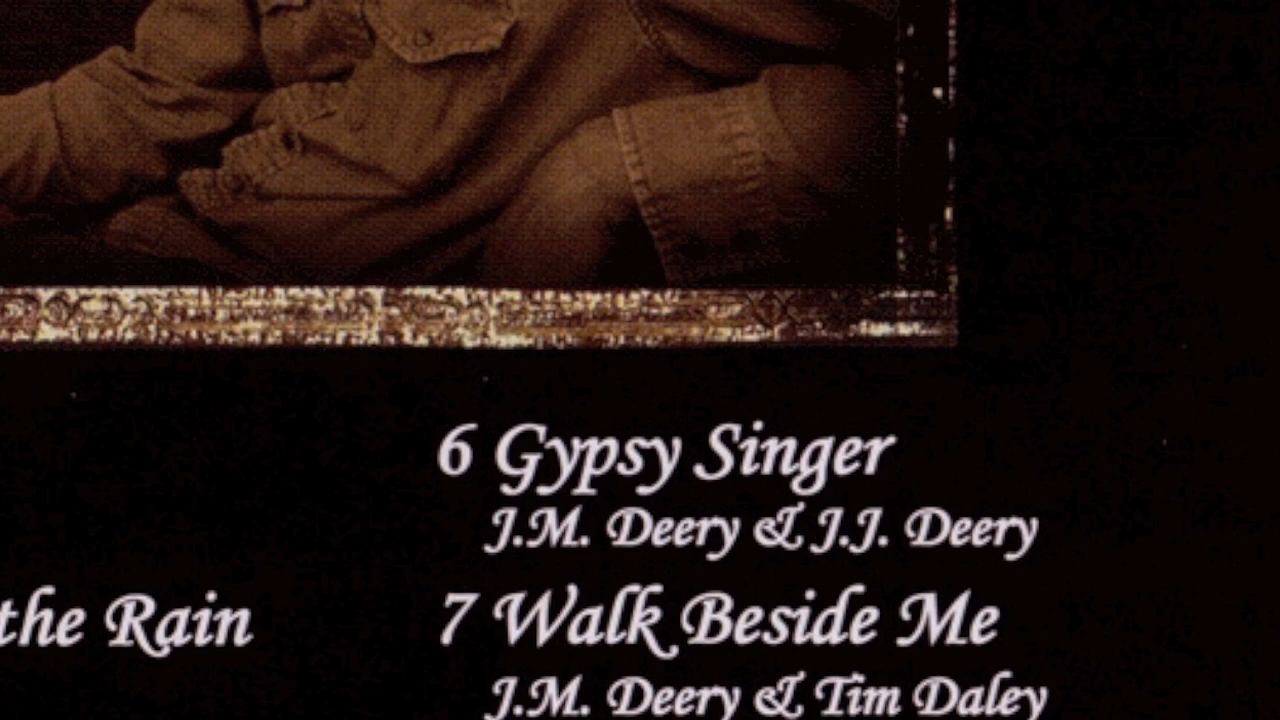 6 Gypsy Singer
J.M. Deery & J.J. Deery
the Rain
7 Walk Beside Me
J.M. Deery & Tim Daley